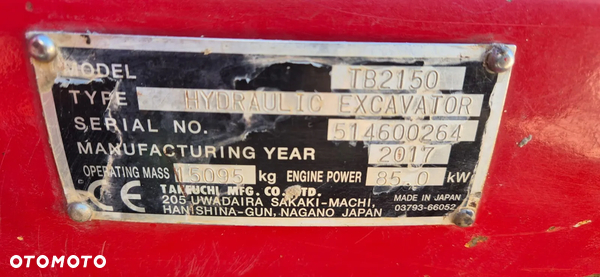 MODEL TB2150
TYPE HYDRAULIC EXCAVATOR
SERIAL NO. 514600264
MANUFACTURING YEAR 2017
OPERATING MASS 15095 kg ENGINE POWER 85.0 kW
CE TAKEUCHI MFG. CO. LTD.
205 UWADAIRA SAKAKI-MACHI, MADE IN JAPAN
HANISHINA-GUN, NAGANO JAPAN 03793-66052
OTOMOTO
OTOMOTO